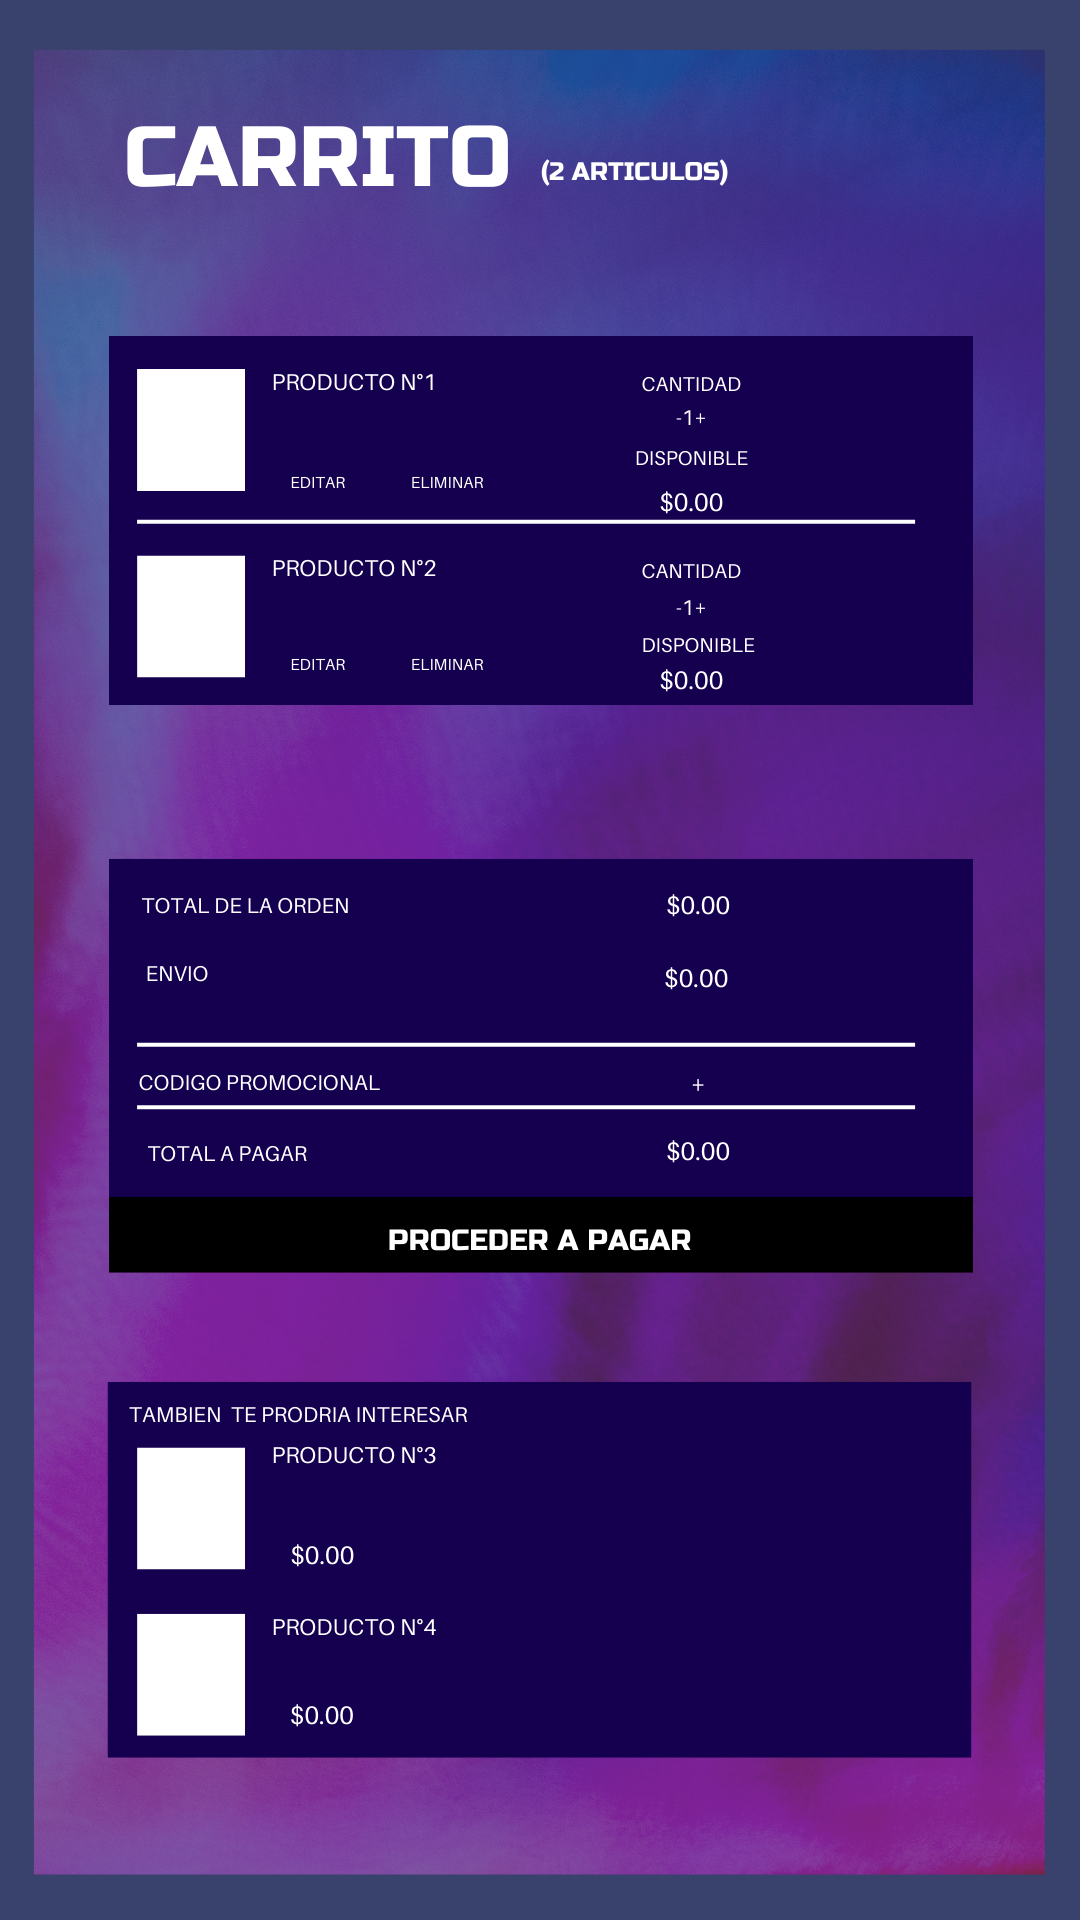 CARRITO (2 ARTICULOS)
PRODUCTO N°1
CANTIDAD
-1+
DISPONIBLE
EDITAR ELIMINAR
$0.00
PRODUCTO N°2
CANTIDAD
-1+
DISPONIBLE
EDITAR ELIMINAR
$0.00
TOTAL DE LA ORDEN $0.00
ENVIO $0.00
CODIGO PROMOCIONAL +
TOTAL A PAGAR $0.00
PROCEDER A PAGAR
TAMBIEN TE PRODRIA INTERESAR
PRODUCTO N°3
$0.00
PRODUCTO N°4
$0.00